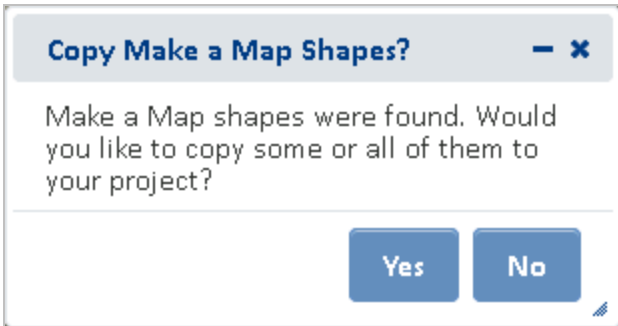 Copy Make a Map Shapes?
Make a Map shapes were found. Would
you like to copy some or all of them to
your project?
Yes No